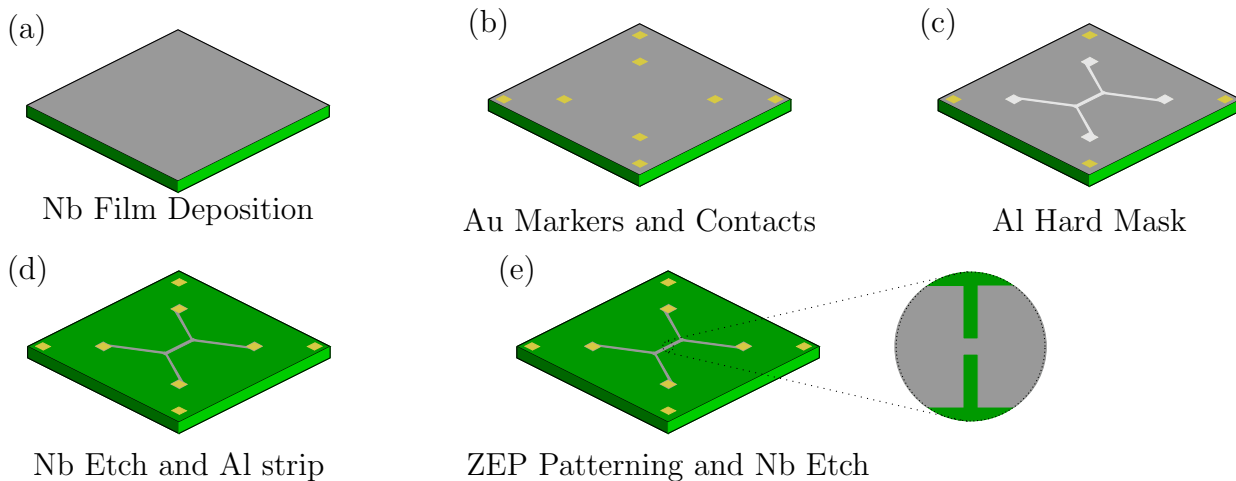 (a)
Nb Film Deposition
(b)
Au Markers and Contacts
(c)
Al Hard Mask
(d)
Nb Etch and Al strip
(e)
ZEP Patterning and Nb Etch